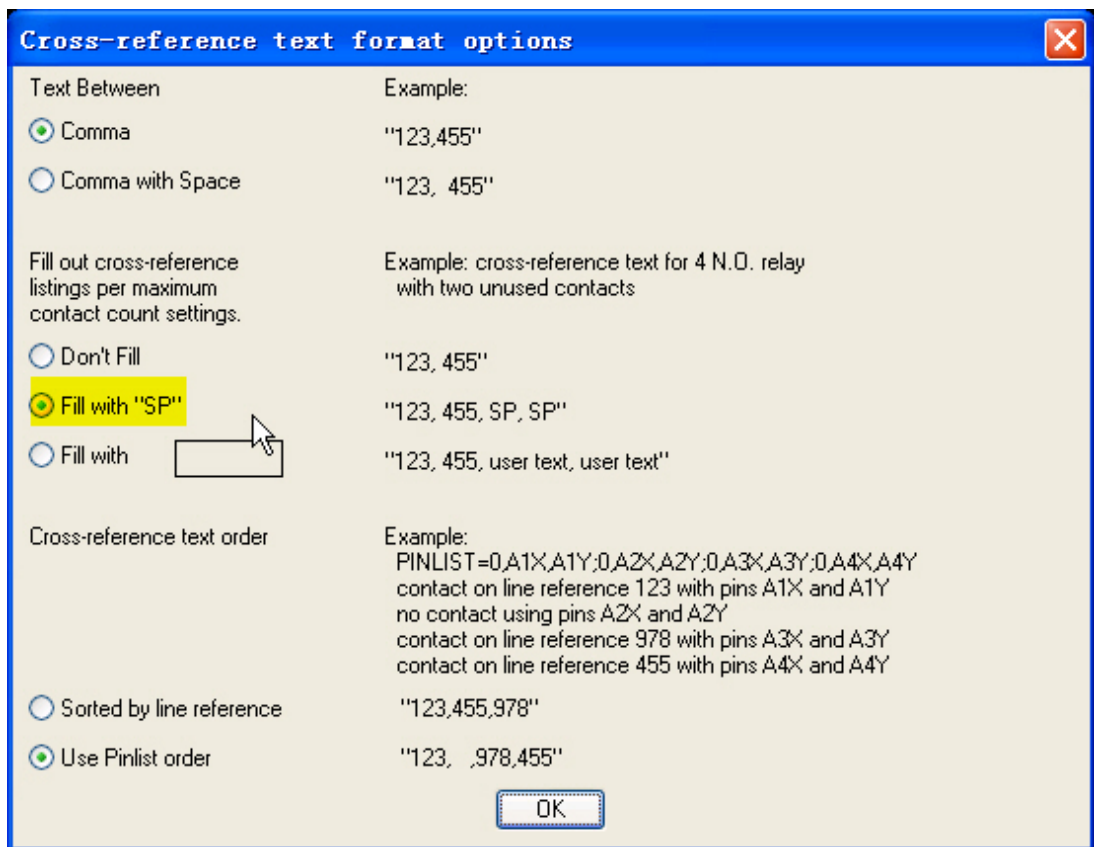 Cross-reference text format options
Text Between
Example:
Comma
"123,455"
Comma with Space
"123,  455"
Fill out cross-reference
listings per maximum
contact count settings.
Example: cross-reference text for 4 N.O. relay
with two unused contacts
Don't Fill
"123, 455"
Fill with "SP"
"123, 455, SP, SP"
Fill with
"123, 455, user text, user text"
Cross-reference text order
Example:
PINLIST=0,A1X,A1Y;0,A2X,A2Y;0,A3X,A3Y;0,A4X,A4Y
contact on line reference 123 with pins A1X and A1Y
no contact using pins A2X and A2Y
contact on line reference 978 with pins A3X and A3Y
contact on line reference 455 with pins A4X and A4Y
Sorted by line reference
"123,455,978"
Use Pinlist order
"123,   ,978,455"
OK